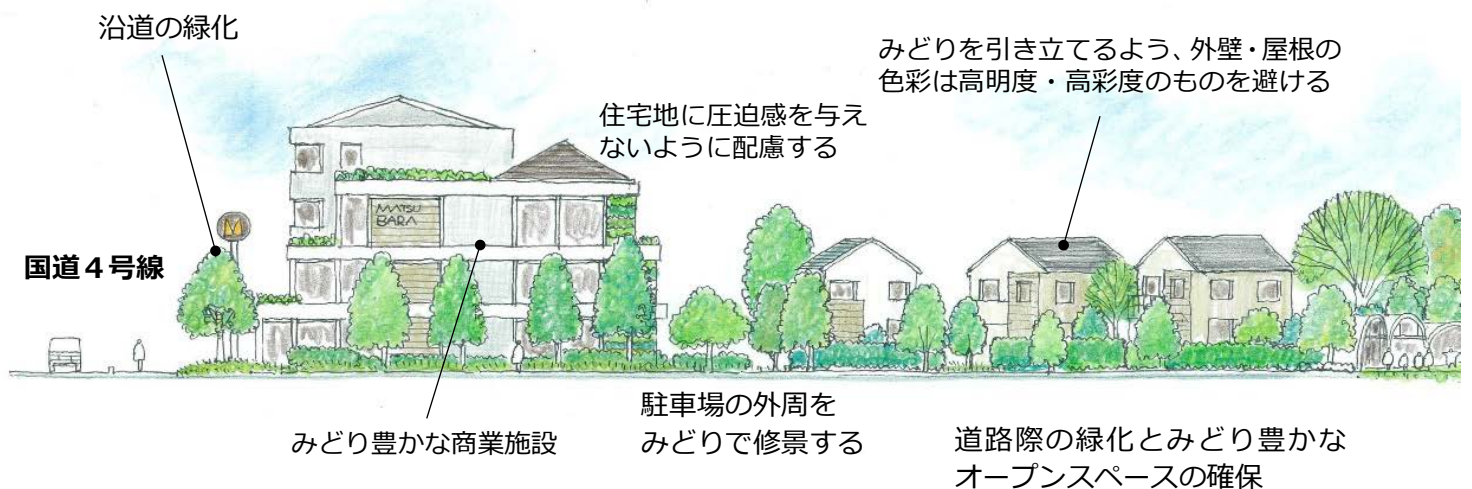 沿道の緑化
みどりを引き立てるよう、外壁・屋根の
色彩は高明度・高彩度のものを避ける
住宅地に圧迫感を与え
ないように配慮する
M
MATSU
BARA
国道４号線
みどり豊かな商業施設
駐車場の外周を
みどりで修景する
道路際の緑化とみどり豊かな
オープンスペースの確保